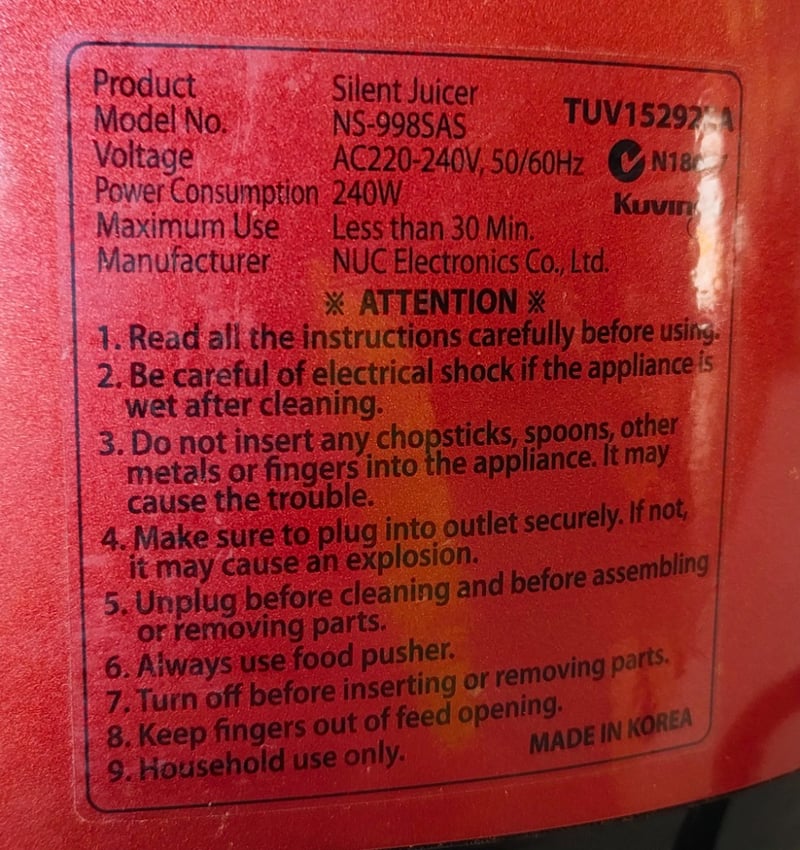 Product Silent Juicer
Model No. NS-998SAS
Voltage AC220-240V, 50/60Hz
Power Consumption 240W
Maximum Use Less than 30 Min.
Manufacturer NUC Electronics Co., Ltd.
※ ATTENTION ※
1. Read all the instructions carefully before using.
2. Be careful of electrical shock if the appliance is
wet after cleaning.
3. Do not insert any chopsticks, spoons, other
metals or fingers into the appliance. It may
cause the trouble.
4. Make sure to plug into outlet securely. If not,
it may cause an explosion.
5. Unplug before cleaning and before assembling
or removing parts.
6. Always use food pusher.
7. Turn off before inserting or removing parts.
8. Keep fingers out of feed opening.
9. Household use only.
MADE IN KOREA